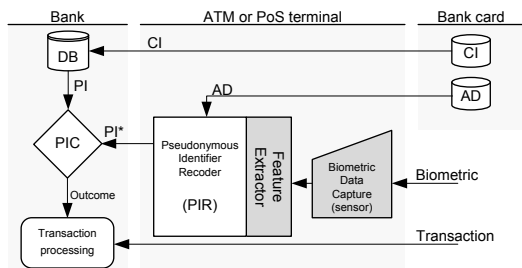 Bank
ATM or PoS terminal
Bank card
DB
CI
CI
PI
AD
AD
PIC
PI*
Pseudonymous
Identifier
Recoder
(PIR)
Feature
Extractor
Biometric
Data
Capture
(sensor)
Biometric
Outcome
Transaction
processing
Transaction